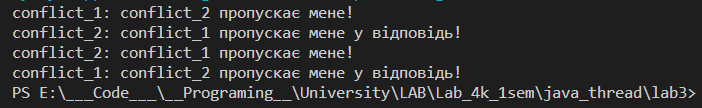 conflict_1: conflict_2 пропускає мене!
conflict_2: conflict_1 пропускає мене у відповідь!
conflict_2: conflict_1 пропускає мене!
conflict_1: conflict_2 пропускає мене у відповідь!
PS E:\___Code___\__Programing__\University\LAB\Lab_4k_1sem\java_thread\lab3>